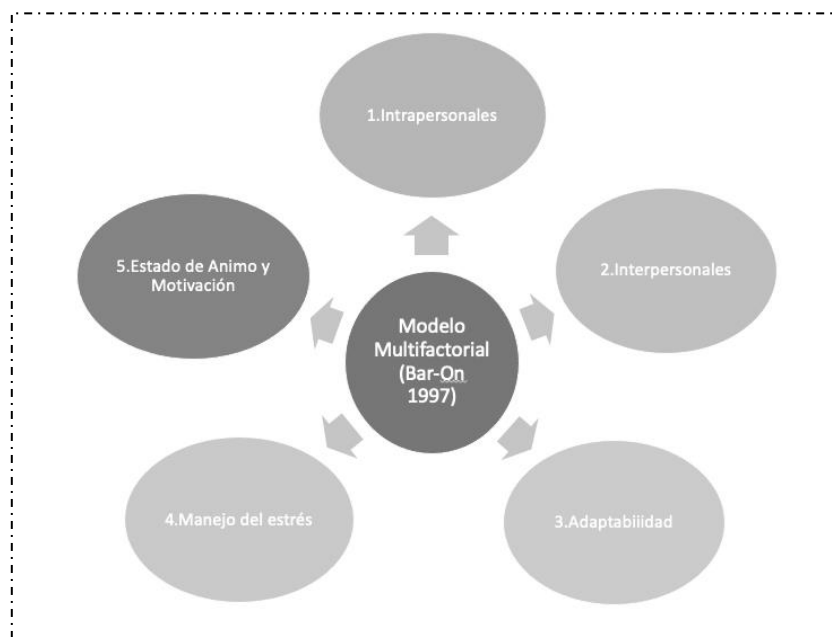 1.Intrapersonales
2.Interpersonales
3.Adaptabiiidad
4.Manejo del estrés
5.Estado de Animo y
Motivación
Modelo
Multifactorial
(Bar-On
1997)